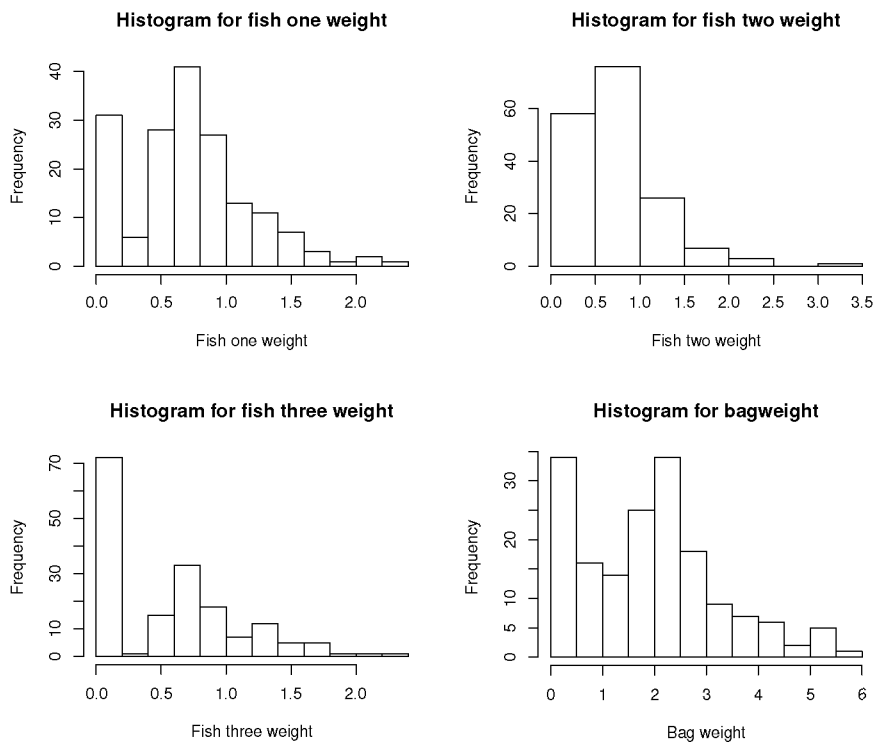 Histogram for fish one weight
Frequency
0 10 20 30 40
0.0 0.5 1.0 1.5 2.0
Fish one weight
Histogram for fish two weight
Frequency
0 20 40 60
0.0 0.5 1.0 1.5 2.0 2.5 3.0 3.5
Fish two weight
Histogram for fish three weight
Frequency
0 10 30 50 70
0.0 0.5 1.0 1.5 2.0
Fish three weight
Histogram for bagweight
Frequency
0 5 10 20 30
0 1 2 3 4 5 6
Bag weight